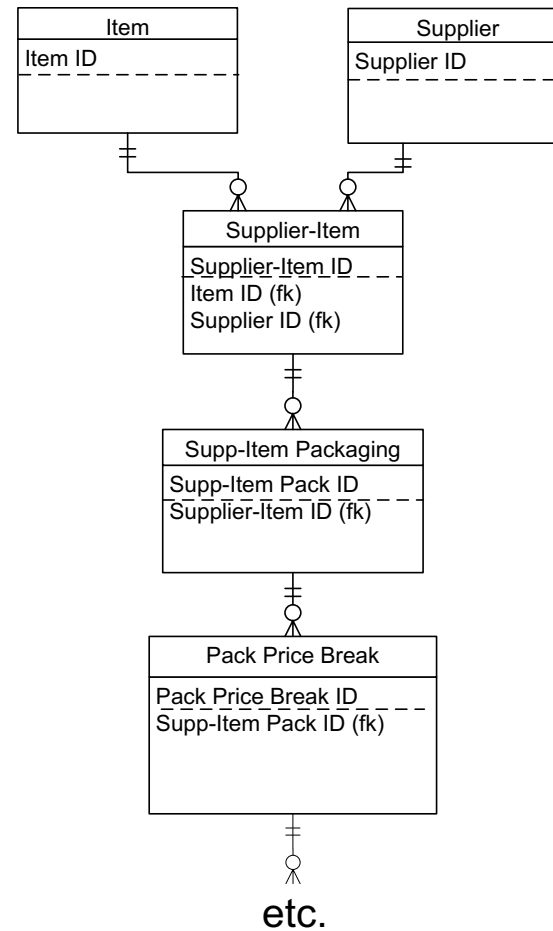 Item
Item ID
Supplier
Supplier ID
Supplier-Item
Supplier-Item ID
Item ID (fk)
Supplier ID (fk)
Supp-Item Packaging
Supp-Item Pack ID
Supplier-Item ID (fk)
Pack Price Break
Pack Price Break ID
Supp-Item Pack ID (fk)
etc.